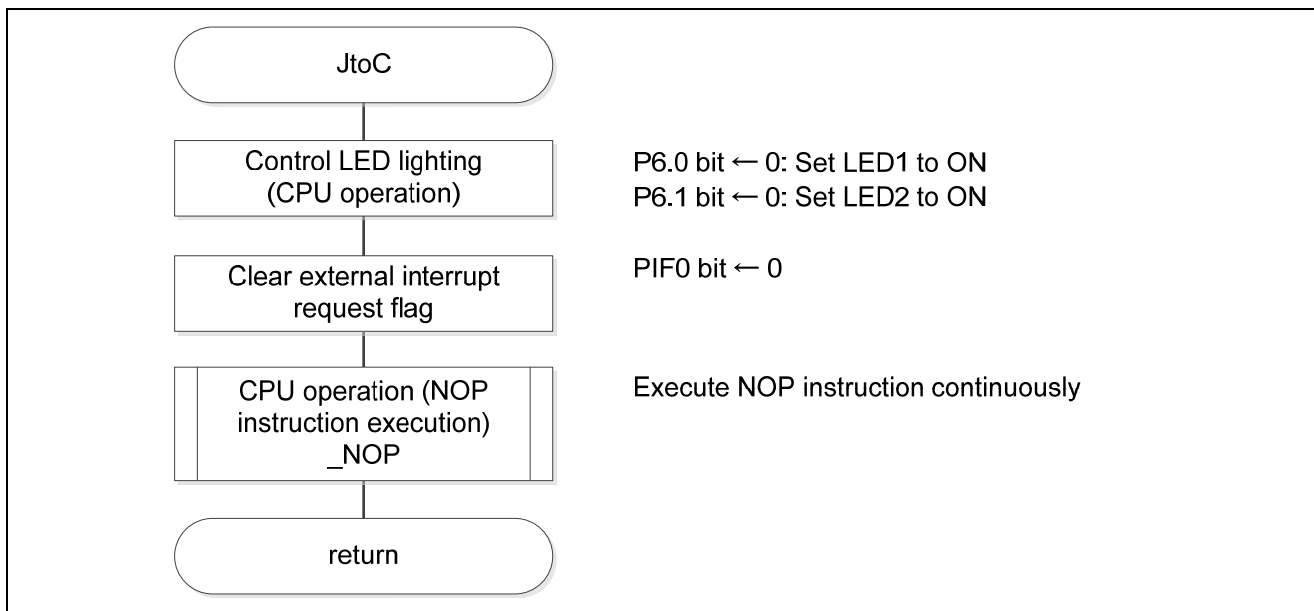 JtoC
Control LED lighting
(CPU operation)
P6.0 bit ← 0: Set LED1 to ON
P6.1 bit ← 0: Set LED2 to ON
Clear external interrupt
request flag
PIF0 bit ← 0
CPU operation (NOP
instruction execution)
_NOP
Execute NOP instruction continuously
return